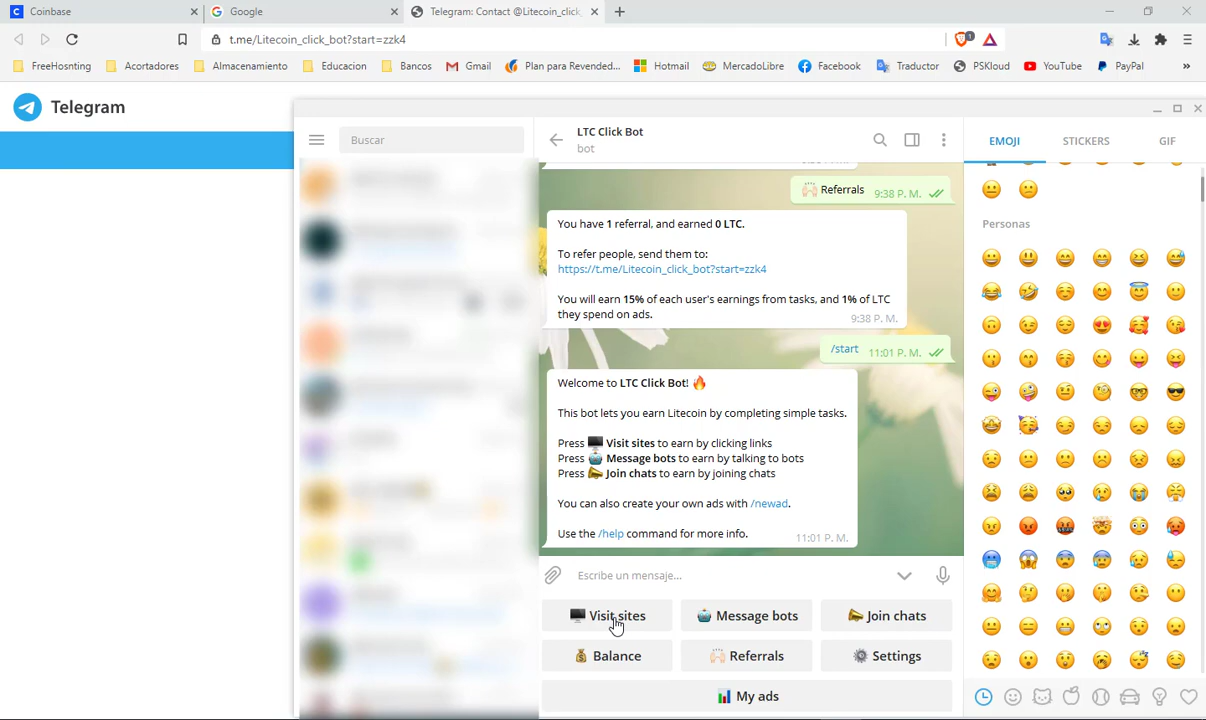 Coinbase
Google
Telegram: Contact @Litecoin_click_
t.me/Litecoin_click_bot?start=zzk4
1
FreeHosnting
Acortadores
Almacenamiento
Educacion
Bancos
Gmail
Plan para Revended...
Hotmail
MercadoLibre
Facebook
Traductor
PSKloud
YouTube
PayPal
»
Telegram
Buscar
LTC Click Bot
bot
🙌🏻 Referrals 9:38 P. M.
You have 1 referral, and earned 0 LTC.
To refer people, send them to:
https://t.me/Litecoin_click_bot?start=zzk4
You will earn 15% of each user's earnings from tasks, and 1% of LTC
they spend on ads.
9:38 P. M.
/start 11:01 P. M.
Welcome to LTC Click Bot! 🔥
This bot lets you earn Litecoin by completing simple tasks.
Press 🖥 Visit sites to earn by clicking links
Press 🤖 Message bots to earn by talking to bots
Press 📣 Join chats to earn by joining chats
You can also create your own ads with /newad.
Use the /help command for more info.
11:01 P. M.
Escribe un mensaje...
🖥 Visit sites
🤖 Message bots
📣 Join chats
💰 Balance
🙌🏻 Referrals
⚙ Settings
📊 My ads
EMOJI
STICKERS
GIF
Personas